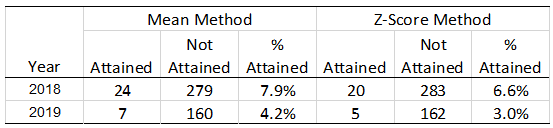 Mean Method Z-Score Method
Not % Not %
Year Attained Attained Attained Attained Attained Attained
2018 24 279 7.9% 20 283 6.6%
2019 7 160 4.2% 5 162 3.0%